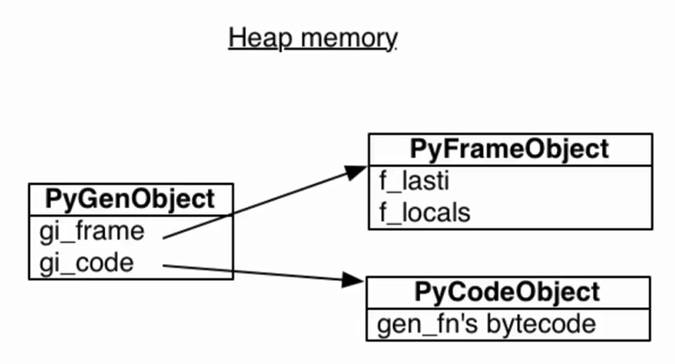 Heap memory
PyGenObject
gi_frame
gi_code
PyFrameObject
f_lasti
f_locals
PyCodeObject
gen_fn's bytecode